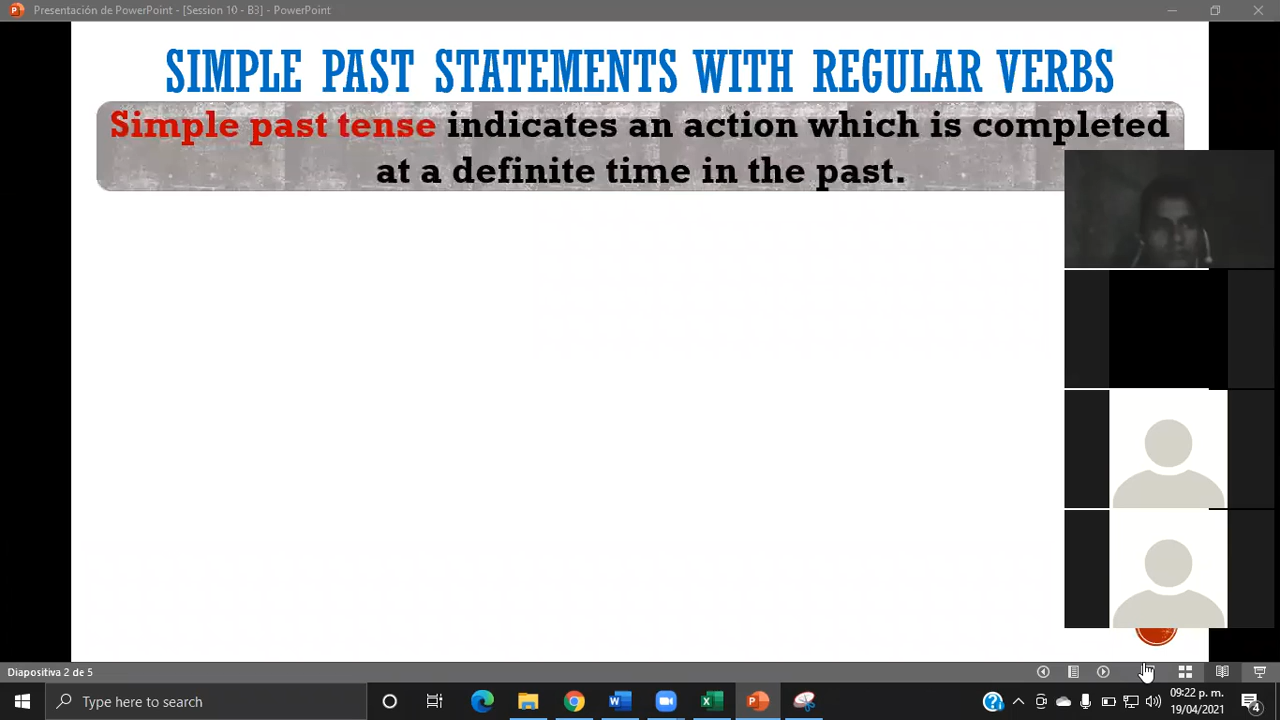 Presentación de PowerPoint - [Session 10 - B3] - PowerPoint
SIMPLE PAST STATEMENTS WITH REGULAR VERBS
Simple past tense indicates an action which is completed
at a definite time in the past.
Diapositiva 2 de 5
Type here to search
09:22 p. m.
19/04/2021
4